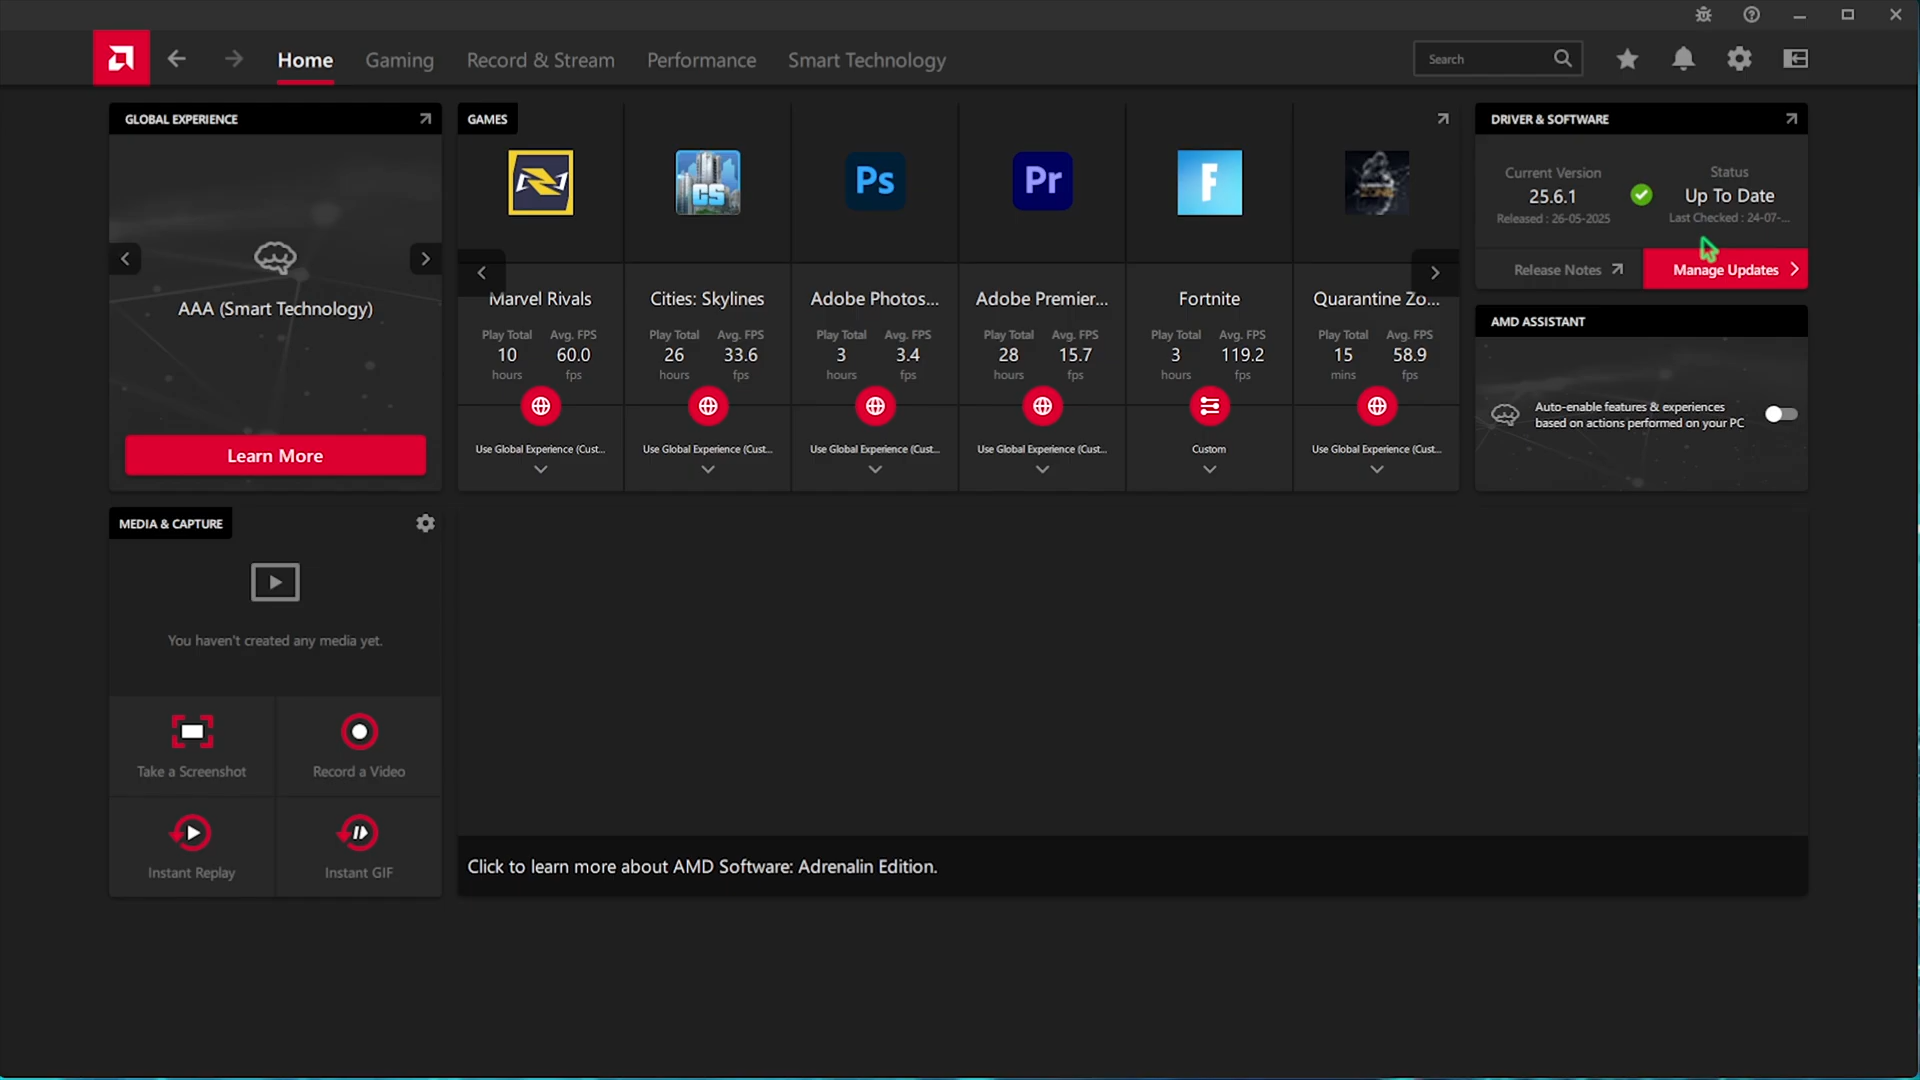 Home
Gaming
Record & Stream
Performance
Smart Technology
Search
GLOBAL EXPERIENCE
AAA (Smart Technology)
Learn More
GAMES
CS
Ps
Pr
F
Marvel Rivals
Cities: Skylines
Adobe Photos...
Adobe Premier...
Fortnite
Quarantine Zo...
Play Total Avg. FPS
10 60.0
hours fps
Play Total Avg. FPS
26 33.6
hours fps
Play Total Avg. FPS
3 3.4
hours fps
Play Total Avg. FPS
28 15.7
hours fps
Play Total Avg. FPS
3 119.2
hours fps
Play Total Avg. FPS
15 58.9
mins fps
Use Global Experience (Cust...
Use Global Experience (Cust...
Use Global Experience (Cust...
Use Global Experience (Cust...
Custom
Use Global Experience (Cust...
DRIVER & SOFTWARE
Current Version
25.6.1
Released : 26-05-2025
Status
Up To Date
Last Checked : 24-07-...
Release Notes
Manage Updates
AMD ASSISTANT
Auto-enable features & experiences
based on actions performed on your PC
MEDIA & CAPTURE
You haven't created any media yet.
Take a Screenshot
Record a Video
Instant Replay
Instant GIF
Click to learn more about AMD Software: Adrenalin Edition.